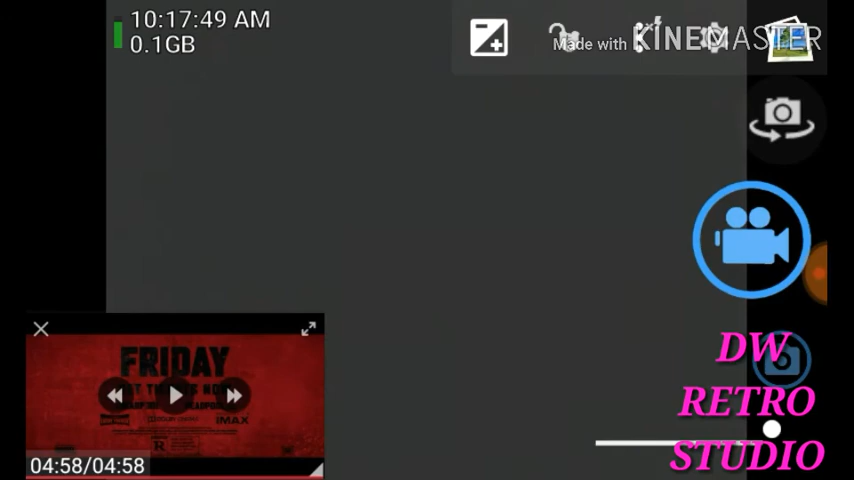 10:17:49 AM
0.1GB
Made with KINEMASTER
FRIDAY
IMAX
R
04:58/04:58
DW
RETRO
STUDIO